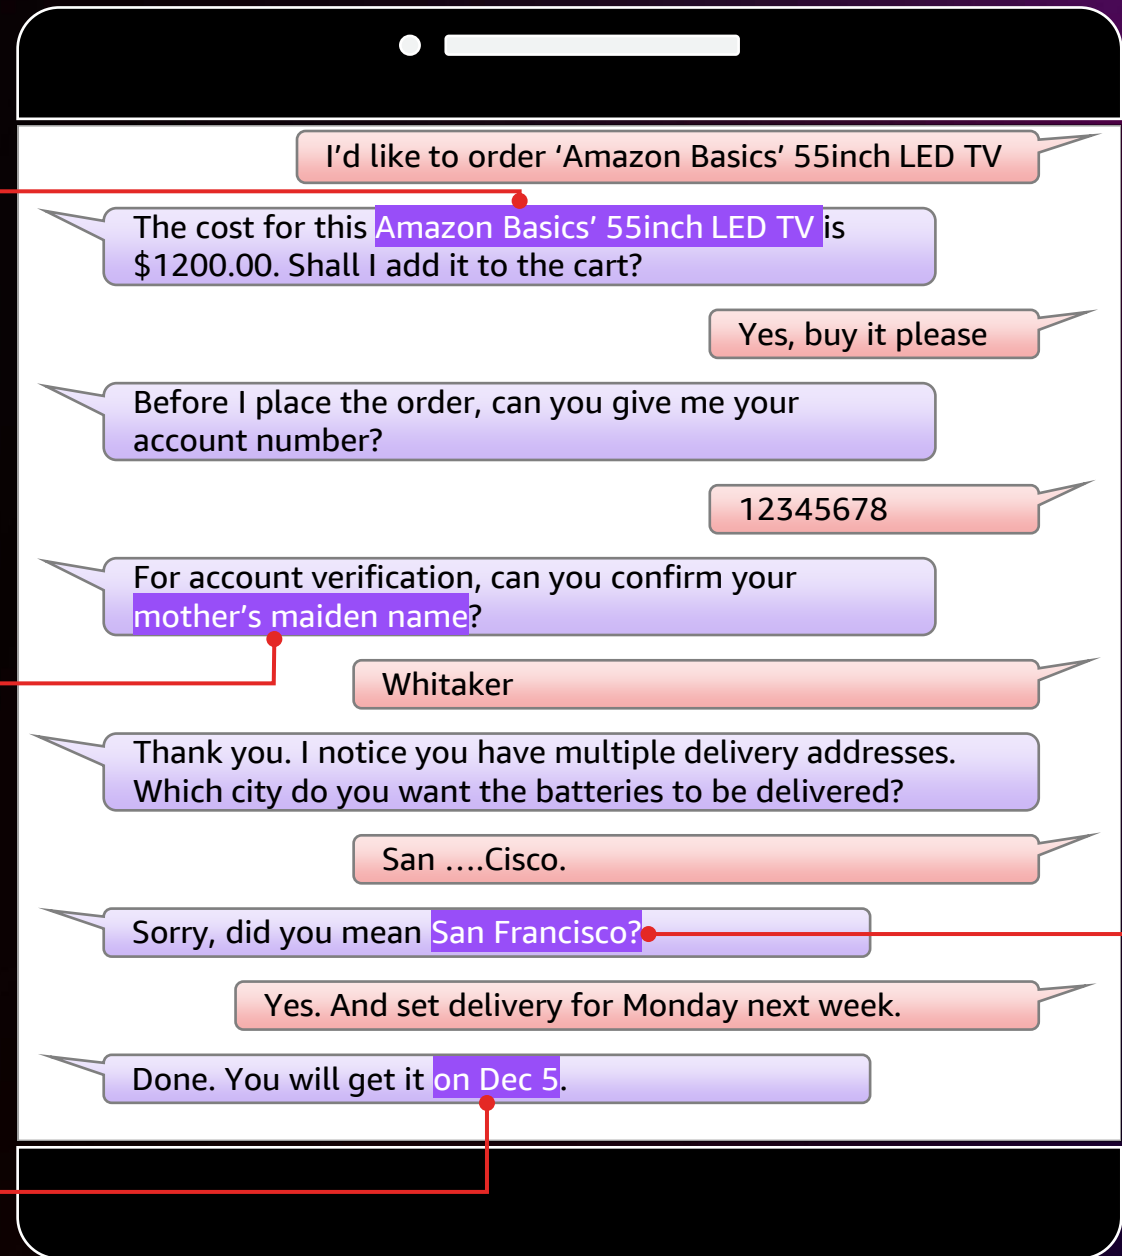 I’d like to order ‘Amazon Basics’ 55inch LED TV
The cost for this Amazon Basics’ 55inch LED TV is
$1200.00. Shall I add it to the cart?
Yes, buy it please
Before I place the order, can you give me your
account number?
12345678
For account verification, can you confirm your
mother’s maiden name?
Whitaker
Thank you. I notice you have multiple delivery addresses.
Which city do you want the batteries to be delivered?
San ….Cisco.
Sorry, did you mean San Francisco?
Yes. And set delivery for Monday next week.
Done. You will get it on Dec 5.